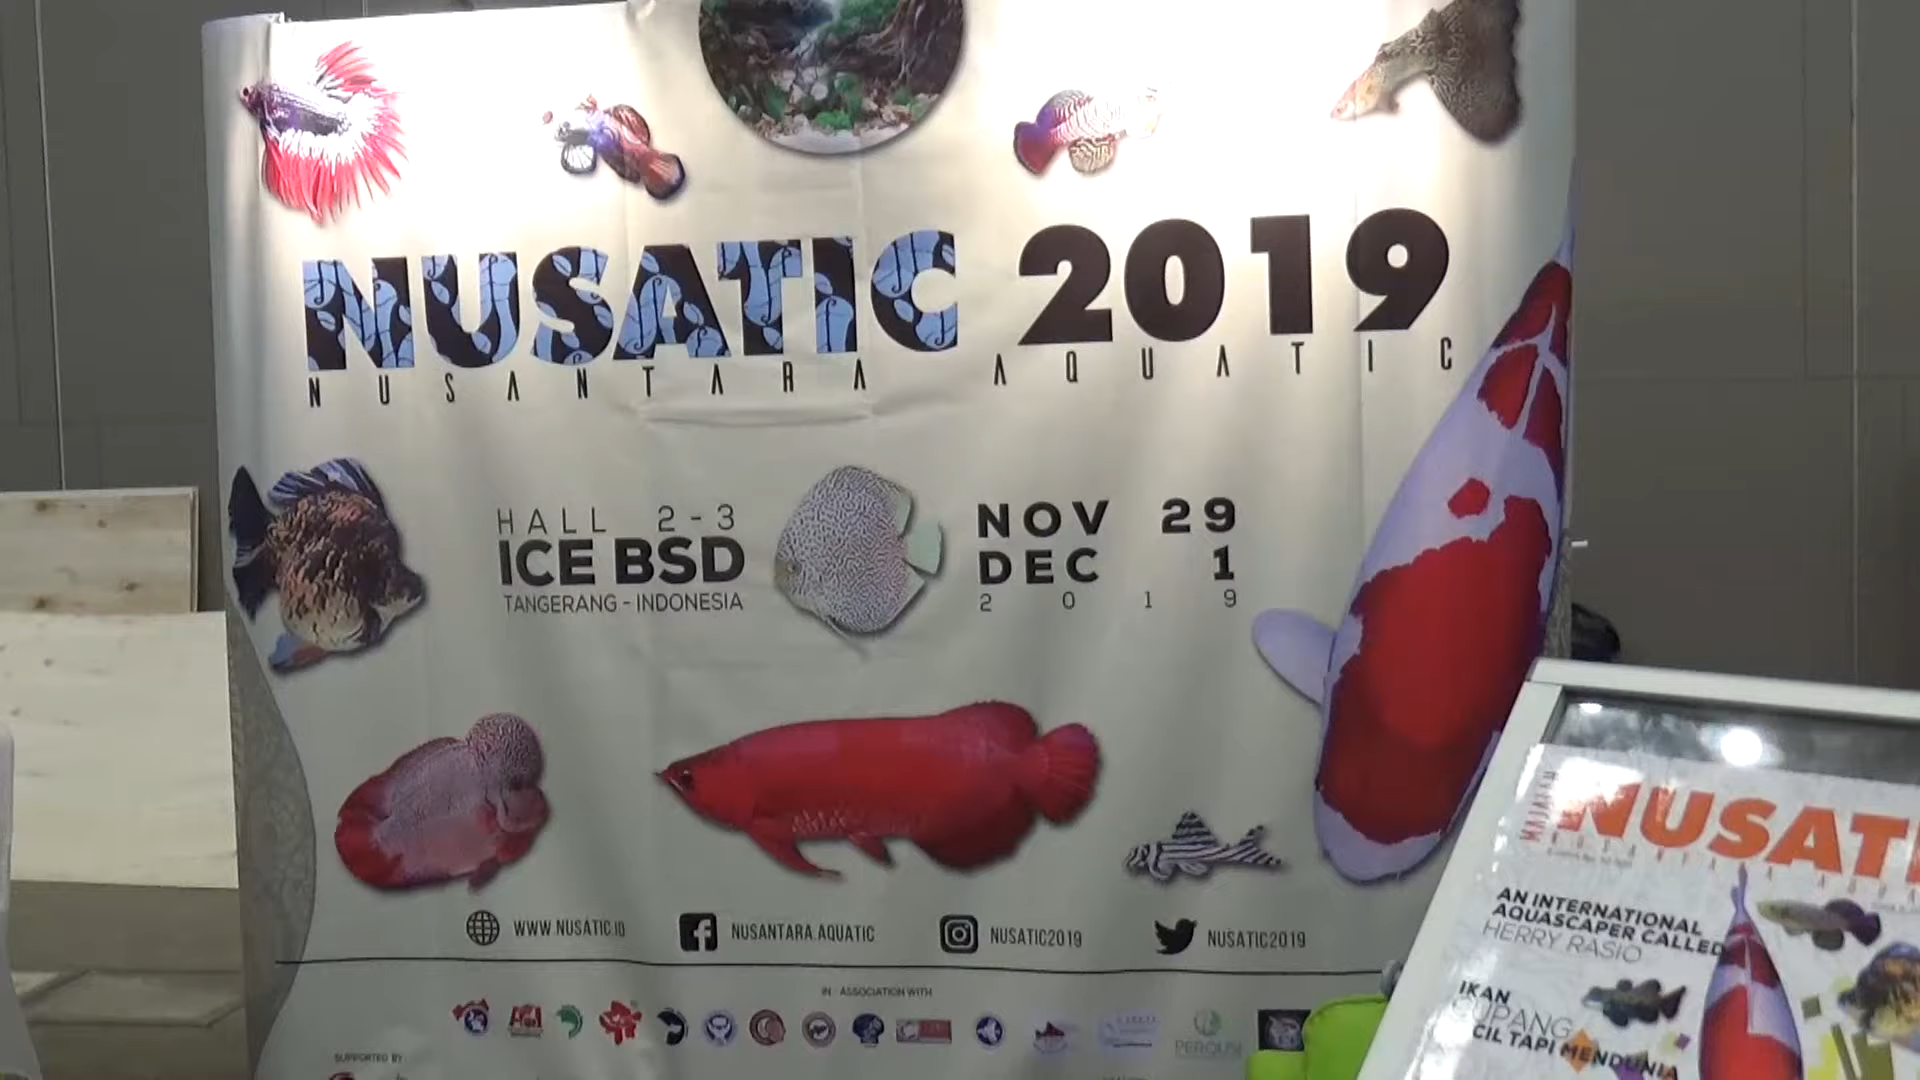 NUSATIC 2019
NUSANTARA AQUATIC
HALL 2-3
ICE BSD
TANGERANG - INDONESIA
NOV 29
DEC 1
2019
WWW.NUSATIC.ID
NUSANTARA.AQUATIC
NUSATIC2019
NUSATIC2019
IN ASSOCIATION WITH
SUPPORTED BY
MAJALAH
NUSATI
AN INTERNATIONAL
AQUASCAPER CALLED
HERRY RASIO
IKAN
CUPANG
CIL TAPI MENDUNIA